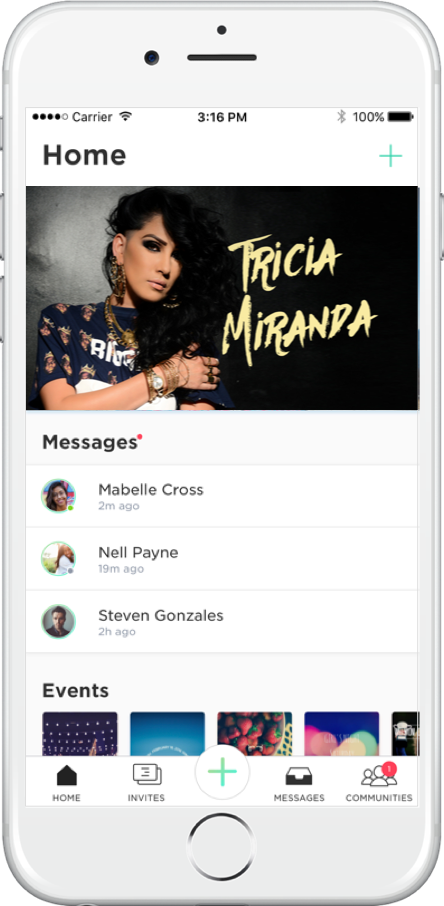 Carrier 3:16 PM 100%
Home
TRiCiA
MiRANDA
Messages
Mabelle Cross
2m ago
Nell Payne
19m ago
Steven Gonzales
2h ago
Events
1
HOME INVITES MESSAGES COMMUNITIES